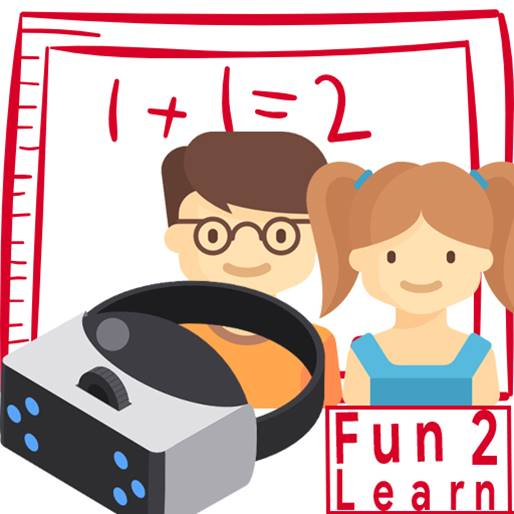 1 + 1 = 2
Fun 2
Learn